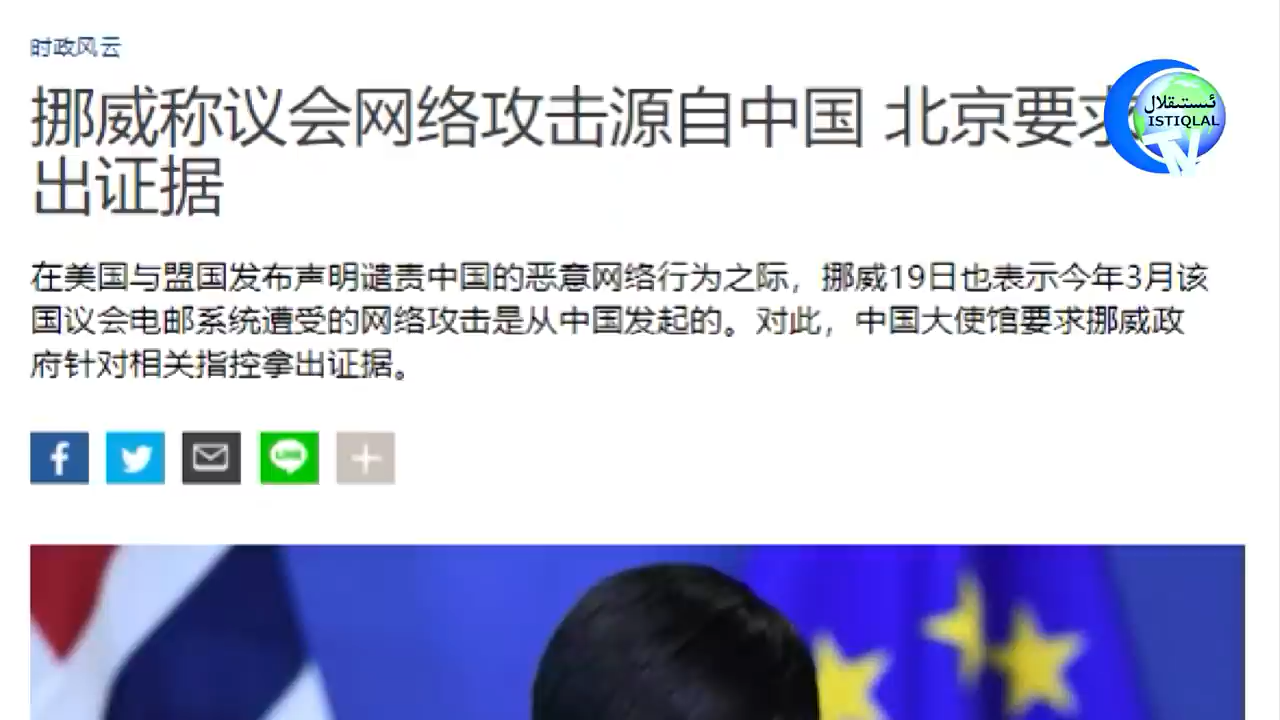 时政风云
挪威称议会网络攻击源自中国 北京要求
出证据
ئىستىقلال
ISTIQLAL
TV
在美国与盟国发布声明谴责中国的恶意网络行为之际，挪威19日也表示今年3月该
国议会电邮系统遭受的网络攻击是从中国发起的。对此，中国大使馆要求挪威政
府针对相关指控拿出证据。
LINE